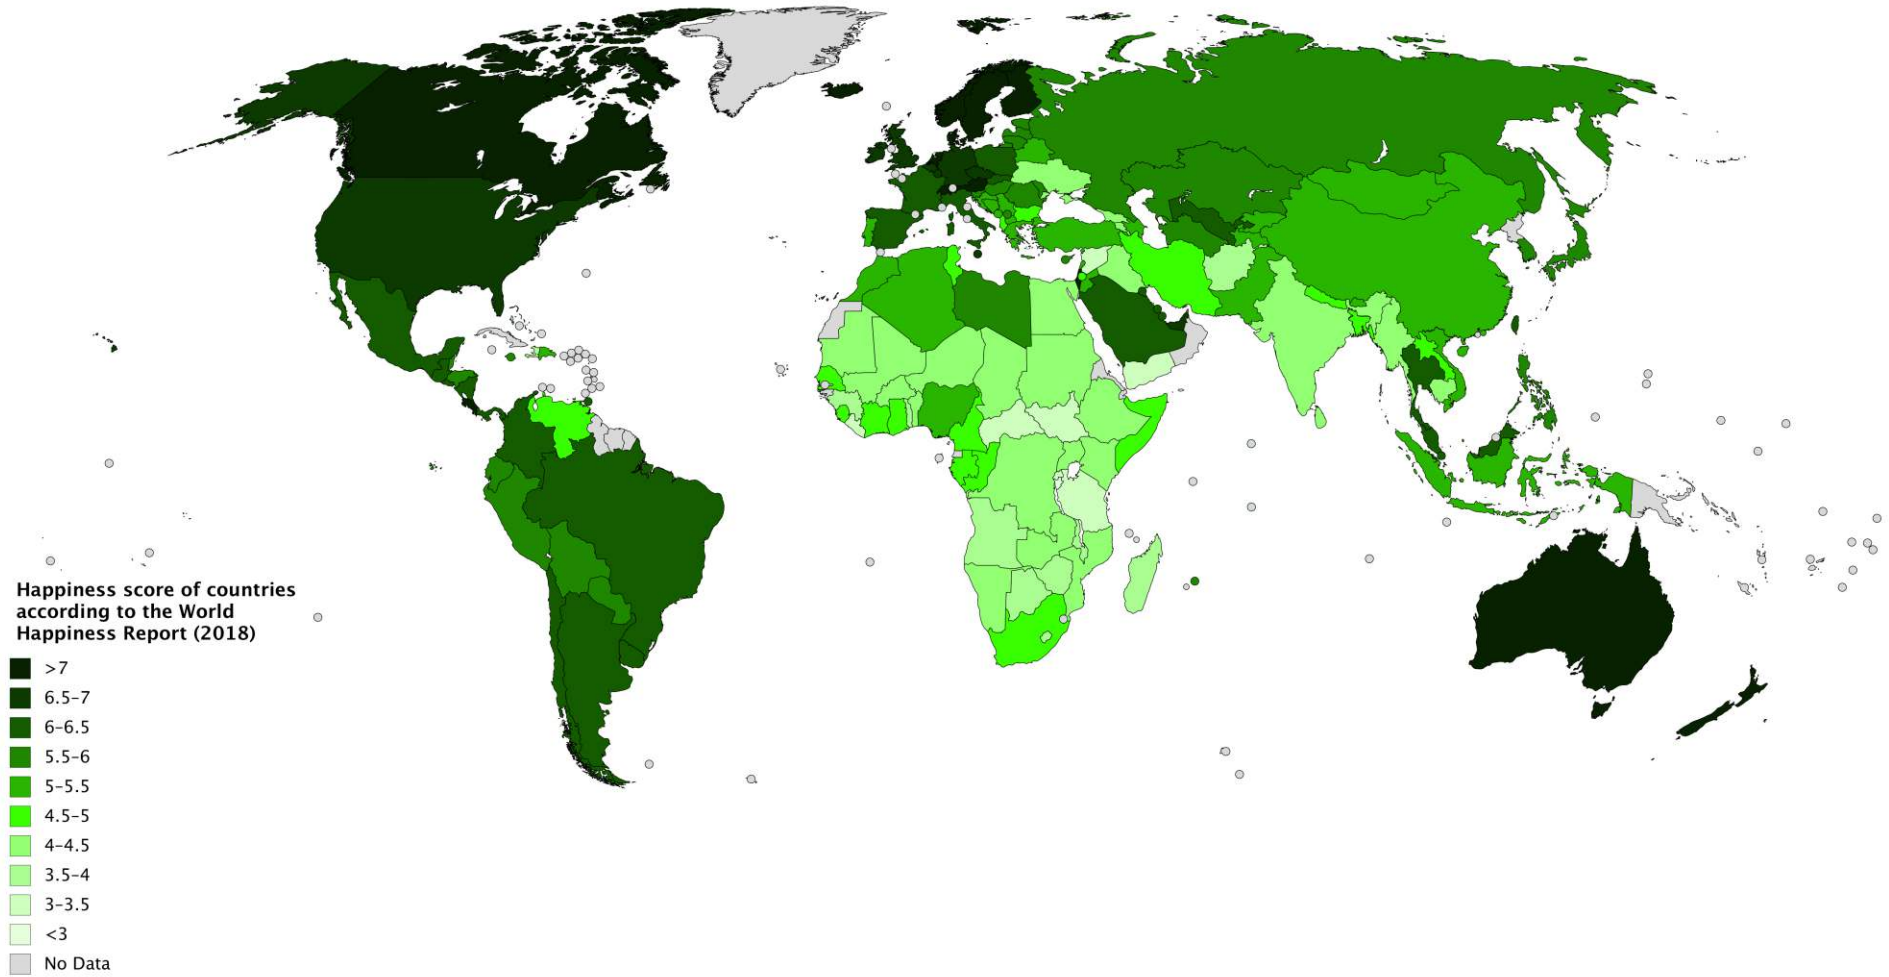 Happiness score of countries
according to the World
Happiness Report (2018)
>7
6.5–7
6–6.5
5.5–6
5–5.5
4.5–5
4–4.5
3.5–4
3–3.5
<3
No Data